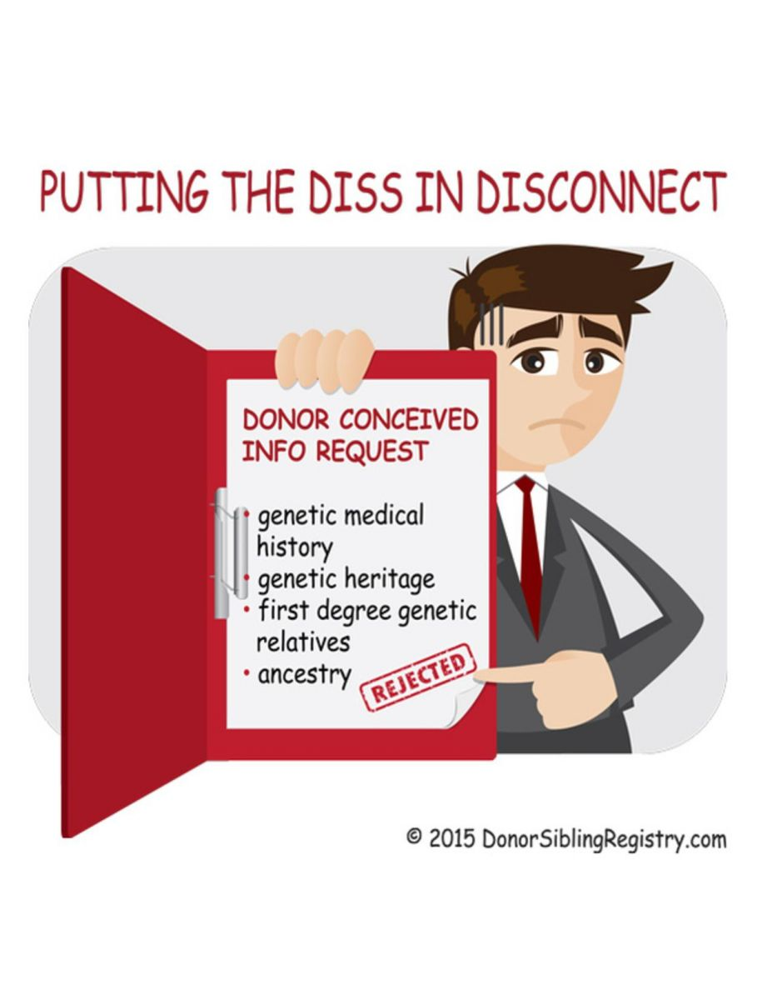 PUTTING THE DISS IN DISCONNECT
DONOR CONCEIVED
INFO REQUEST
• genetic medical
history
• genetic heritage
• first degree genetic
relatives
• ancestry
REJECTED
© 2015 DonorSiblingRegistry.com